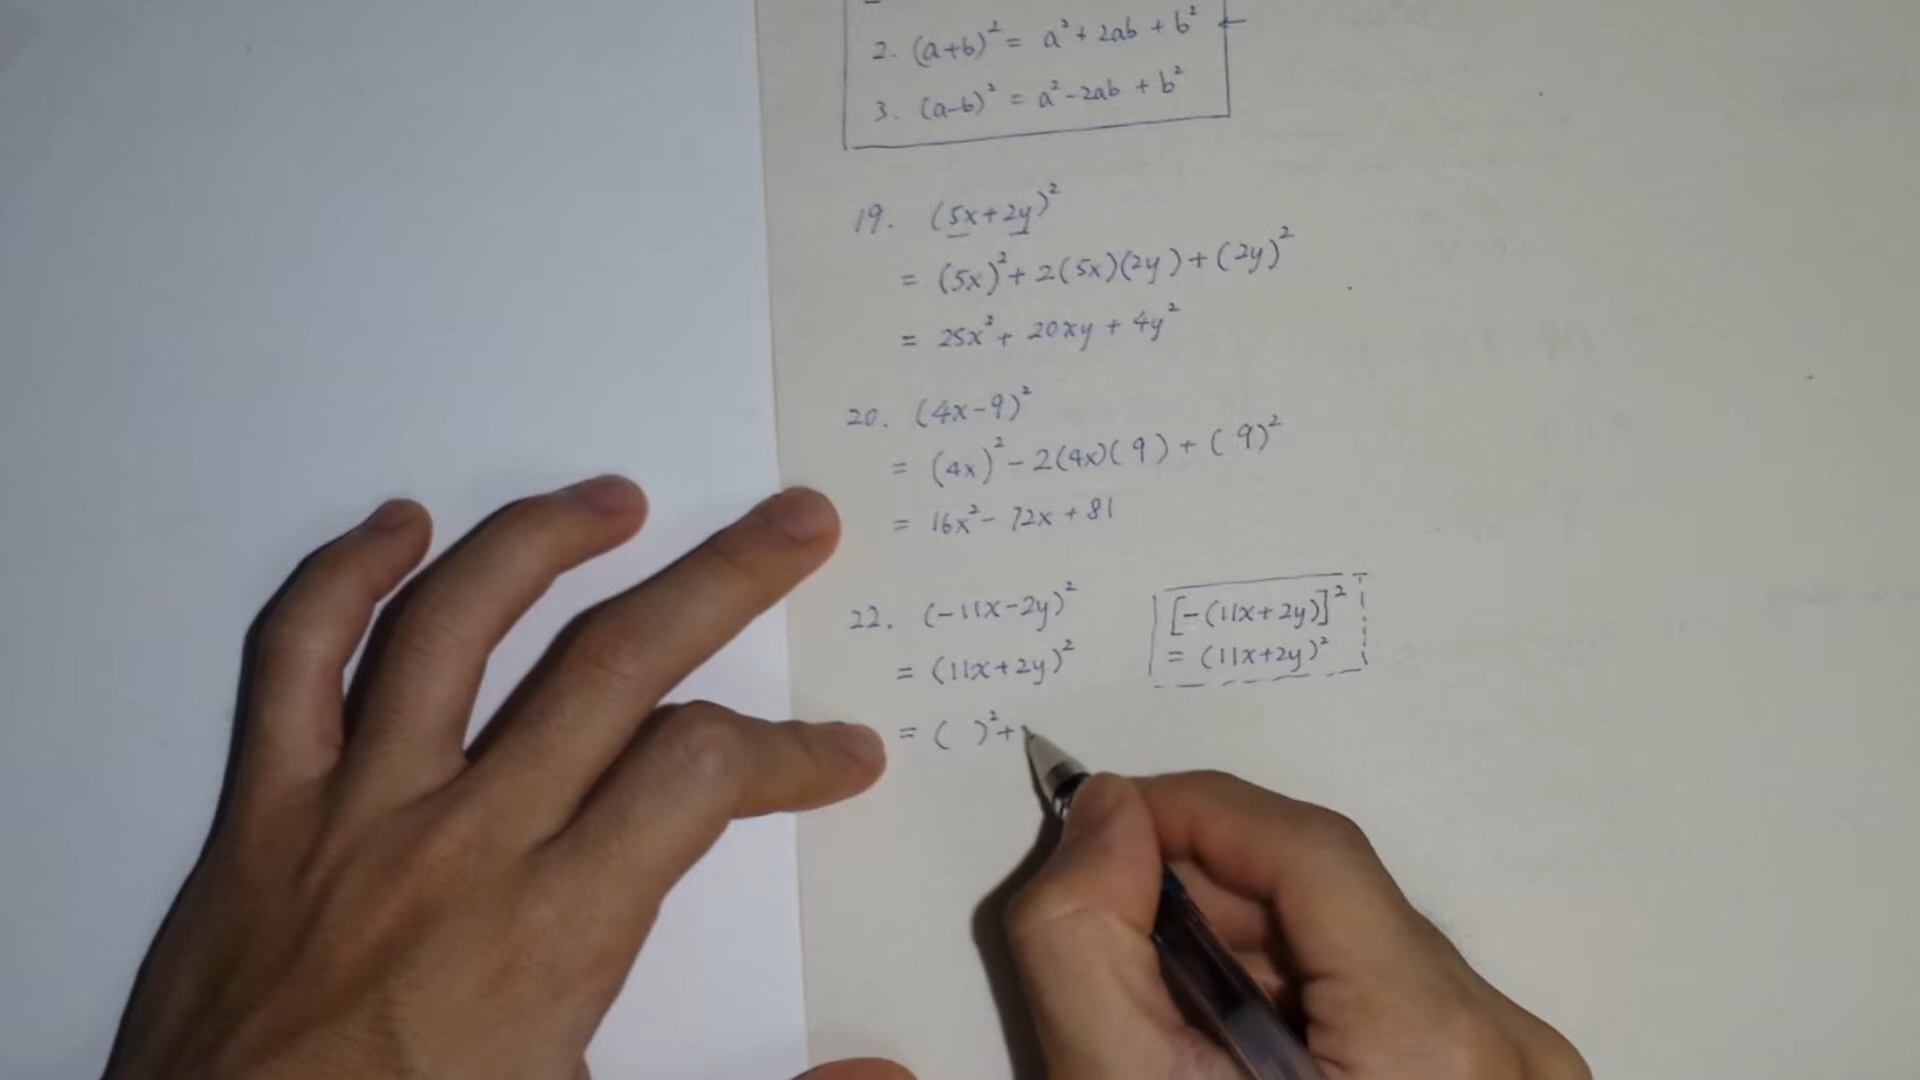 2. (a+b)² = a² + 2ab + b² ←
3. (a-b)² = a² - 2ab + b²
19. (5x+2y)²
= (5x)² + 2(5x)(2y) + (2y)²
= 25x² + 20xy + 4y²
20. (4x-9)²
= (4x)² - 2(4x)( 9 ) + ( 9)²
= 16x² - 72x + 81
22. (-11x-2y)²
= (11x+2y)²
= ( )² +
[-(11x+2y)]²
= (11x+2y)²